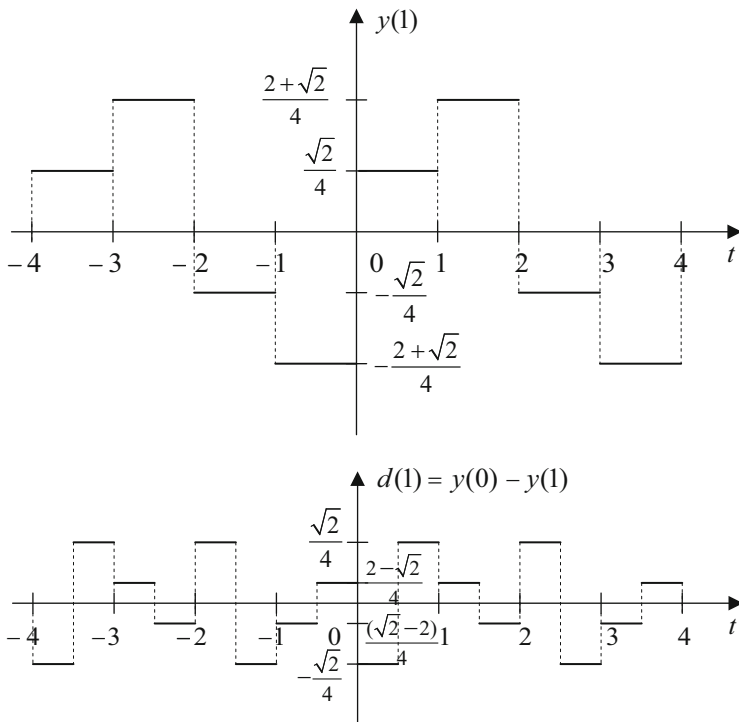 y(1)
(2+√2)/4
√2/4
−4 −3 −2 −1 0 1 2 3 4 t
−√2/4
−(2+√2)/4
d(1) = y(0) − y(1)
√2/4
(2−√2)/4
−4 −3 −2 −1 0 1 2 3 4 t
(√2−2)/4
−√2/4